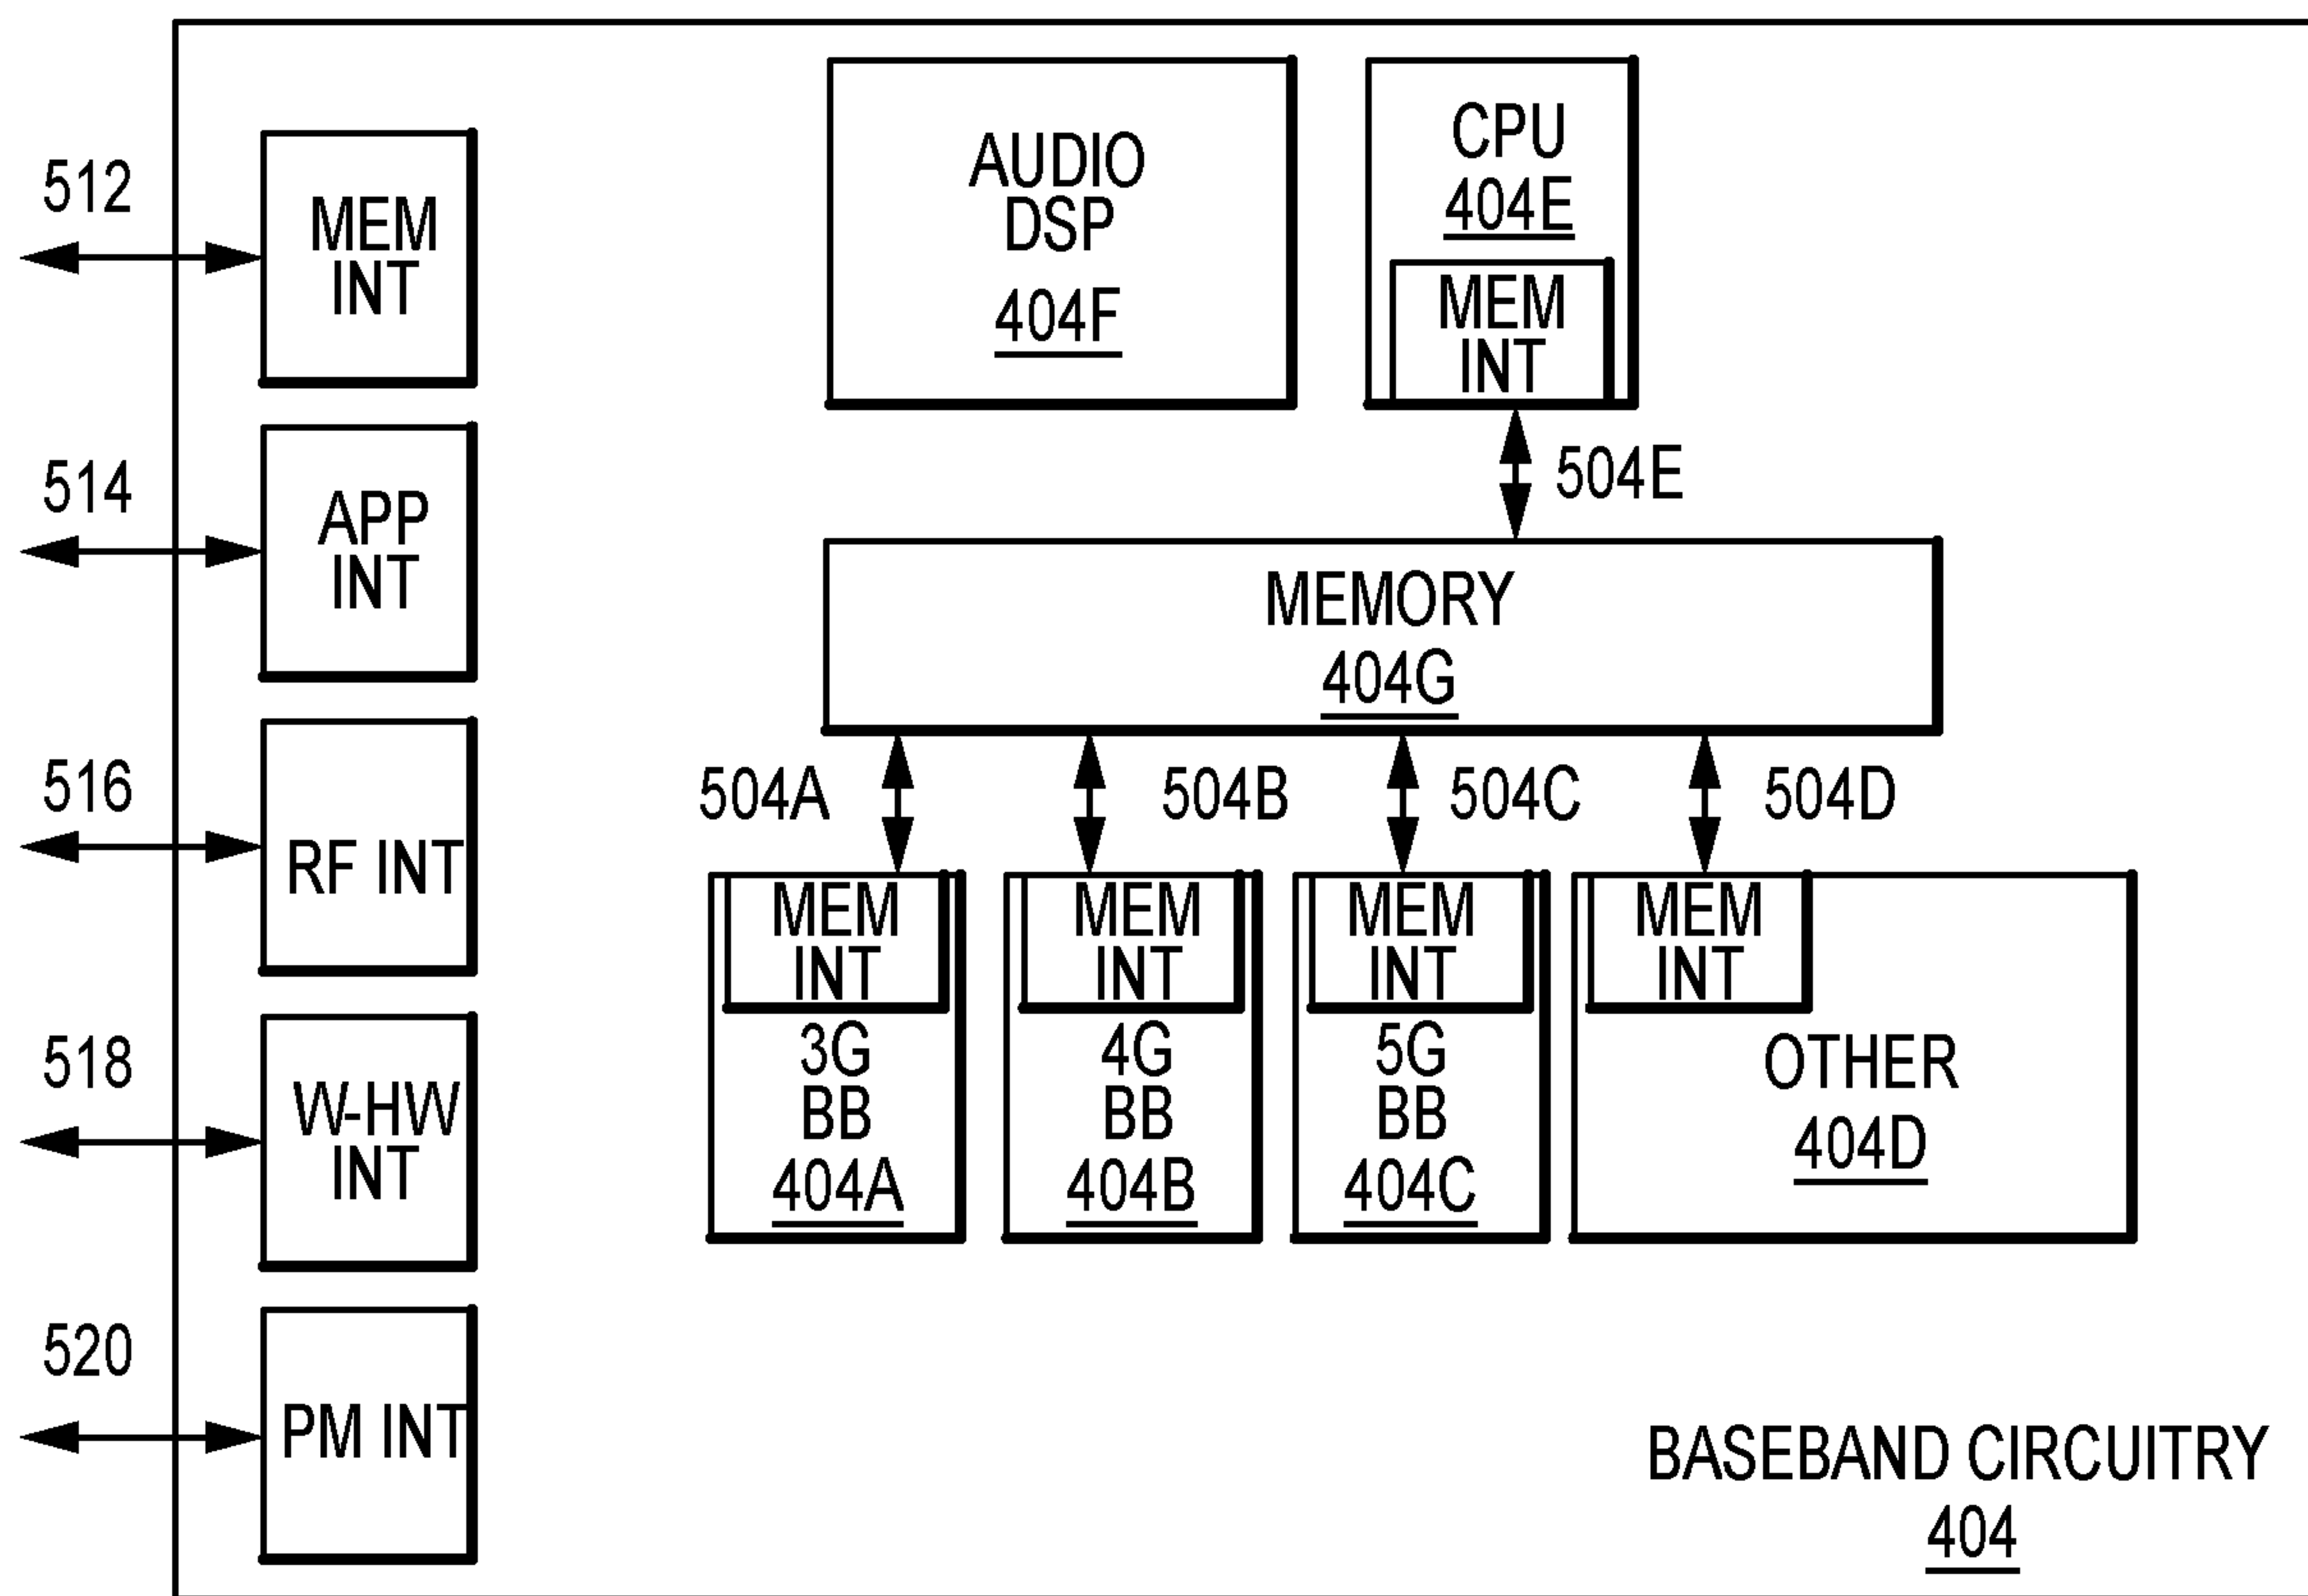 512
MEM
INT
514
APP
INT
516
RF INT
518
W-HW
INT
520
PM INT
AUDIO
DSP
404F
CPU
404E
MEM
INT
504E
MEMORY
404G
504A
504B
504C
504D
MEM
INT
3G
BB
404A
MEM
INT
4G
BB
404B
MEM
INT
5G
BB
404C
MEM
INT
OTHER
404D
BASEBAND CIRCUITRY
404